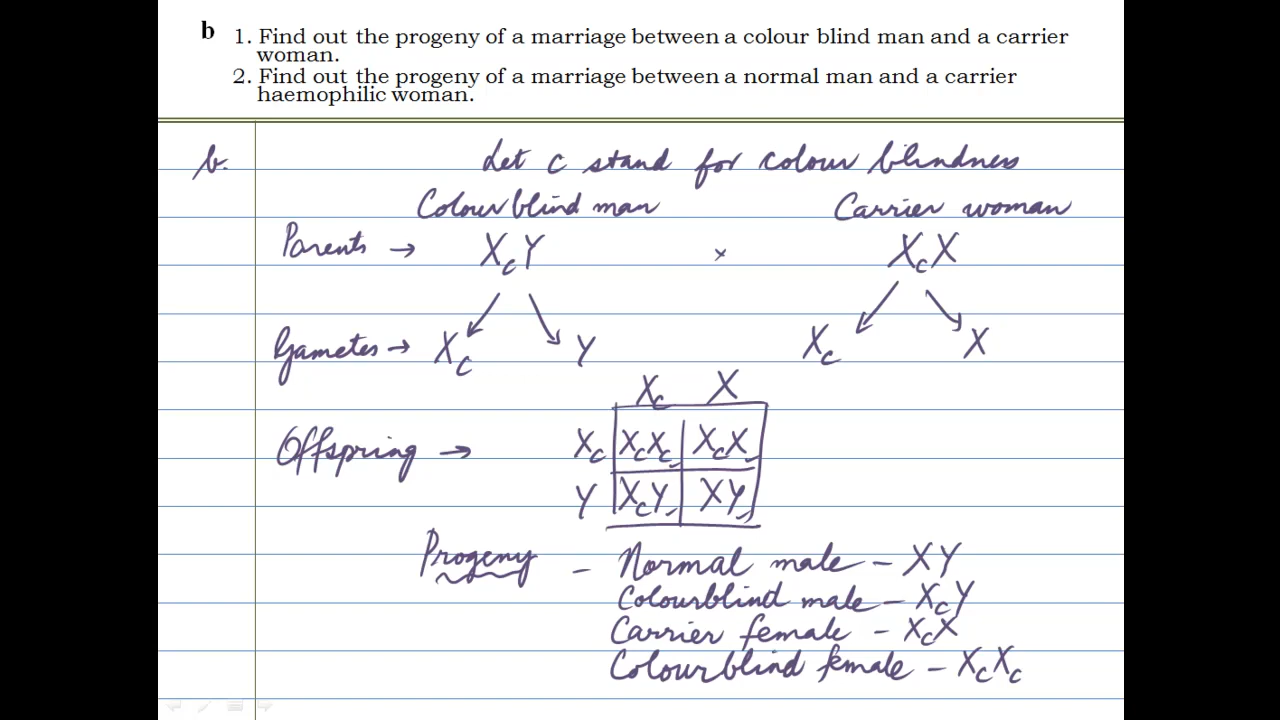 b 1. Find out the progeny of a marriage between a colour blind man and a carrier
woman.
2. Find out the progeny of a marriage between a normal man and a carrier
haemophilic woman.
b. Let c stand for colour blindness
Colourblind man Carrier woman
Parents → XcY × XcX
Gametes → Xc Y Xc X
Xc X
Offspring → Xc XcXc XcX
Y XcY XY
Progeny - Normal male - XY
Colourblind male - XcY
Carrier female - XcX
Colourblind female - XcXc